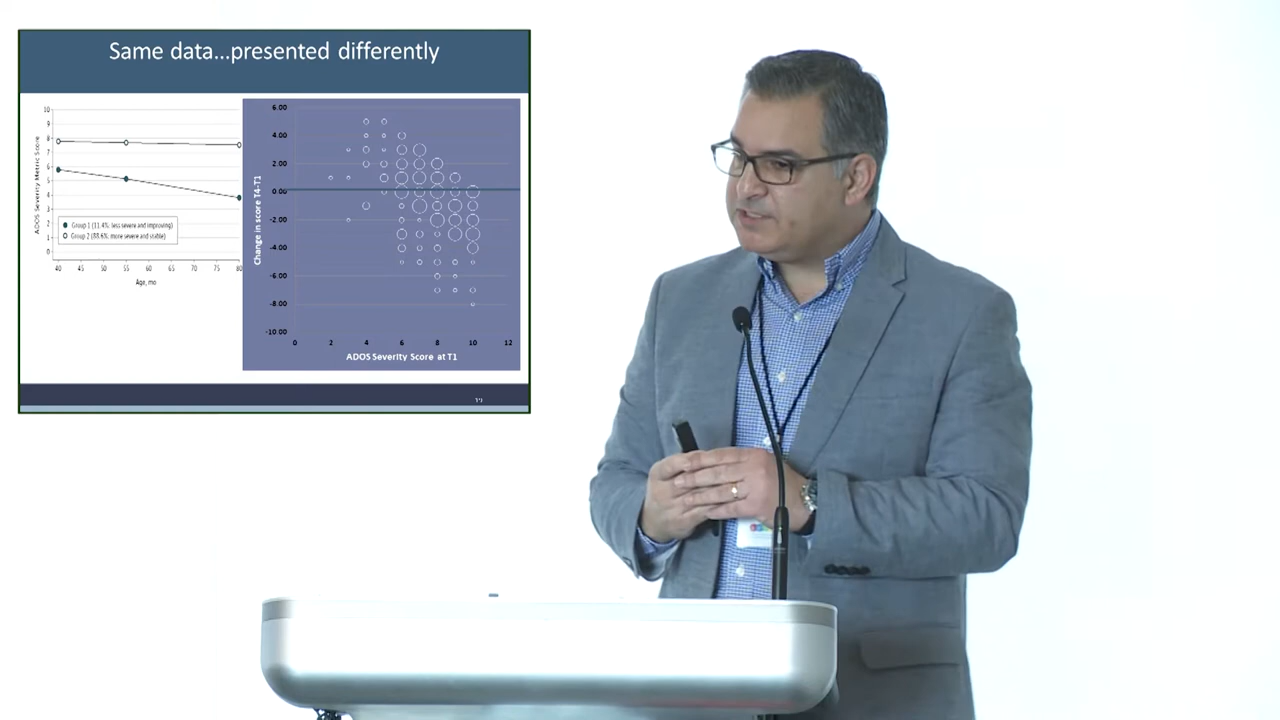 Same data...presented differently
10
9
8
7
6
5
4
3
2
1
0
ADOS Severity Metric Score
Group 1 (11.4%: less severe and improving)
Group 2 (88.6%: more severe and stable)
40 45 50 55 60 65 70 75 80
Age, mo
6.00
4.00
2.00
0.00
-2.00
-4.00
-6.00
-8.00
-10.00
Change in score T4-T1
0 2 4 6 8 10 12
ADOS Severity Score at T1